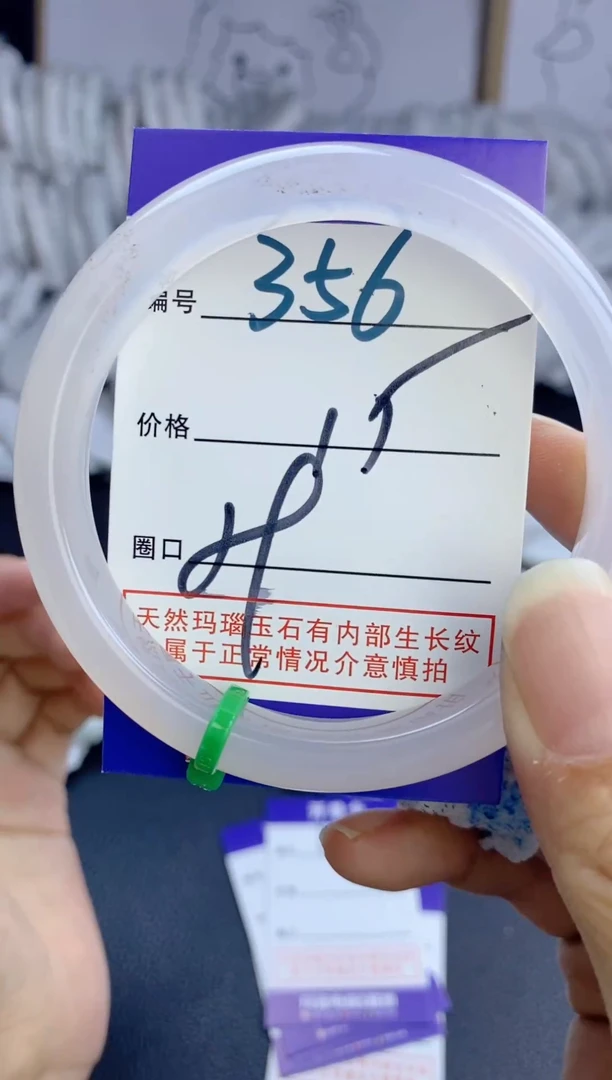 编号 356
价格
圈口
天然玛瑙玉石有内部生长纹
属于正常情况介意慎拍